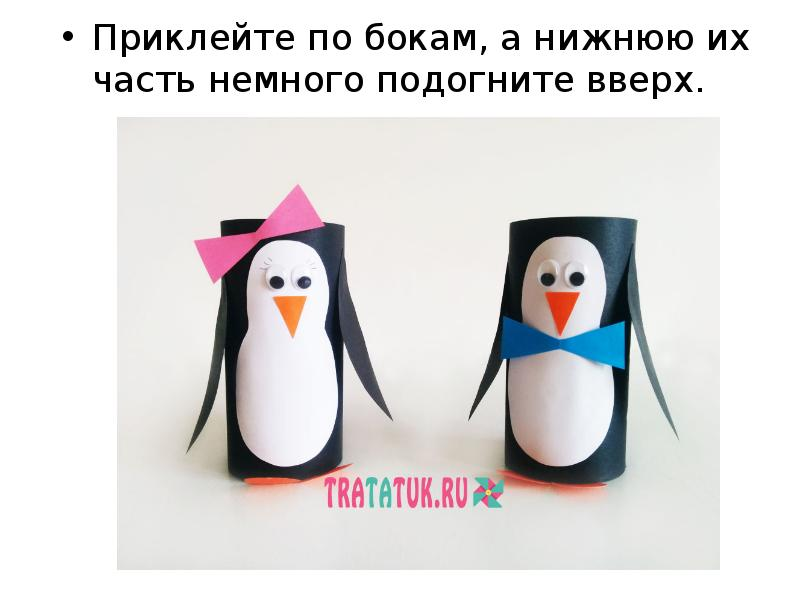 • Приклейте по бокам, а нижнюю их
часть немного подогните вверх.
TRATATUK.RU